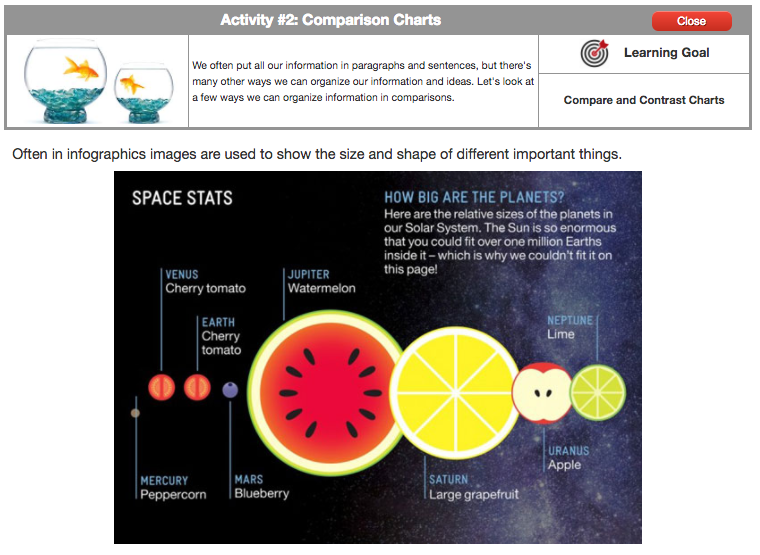 Activity #2: Comparison Charts
Close
We often put all our information in paragraphs and sentences, but there's
many other ways we can organize our information and ideas. Let's look at
a few ways we can organize information in comparisons.
Learning Goal
Compare and Contrast Charts
Often in infographics images are used to show the size and shape of different important things.
SPACE STATS
HOW BIG ARE THE PLANETS?
Here are the relative sizes of the planets in
our Solar System. The Sun is so enormous
that you could fit over one million Earths
inside it – which is why we couldn't fit it on
this page!
VENUS
Cherry tomato
JUPITER
Watermelon
EARTH
Cherry
tomato
NEPTUNE
Lime
MERCURY
Peppercorn
MARS
Blueberry
SATURN
Large grapefruit
URANUS
Apple